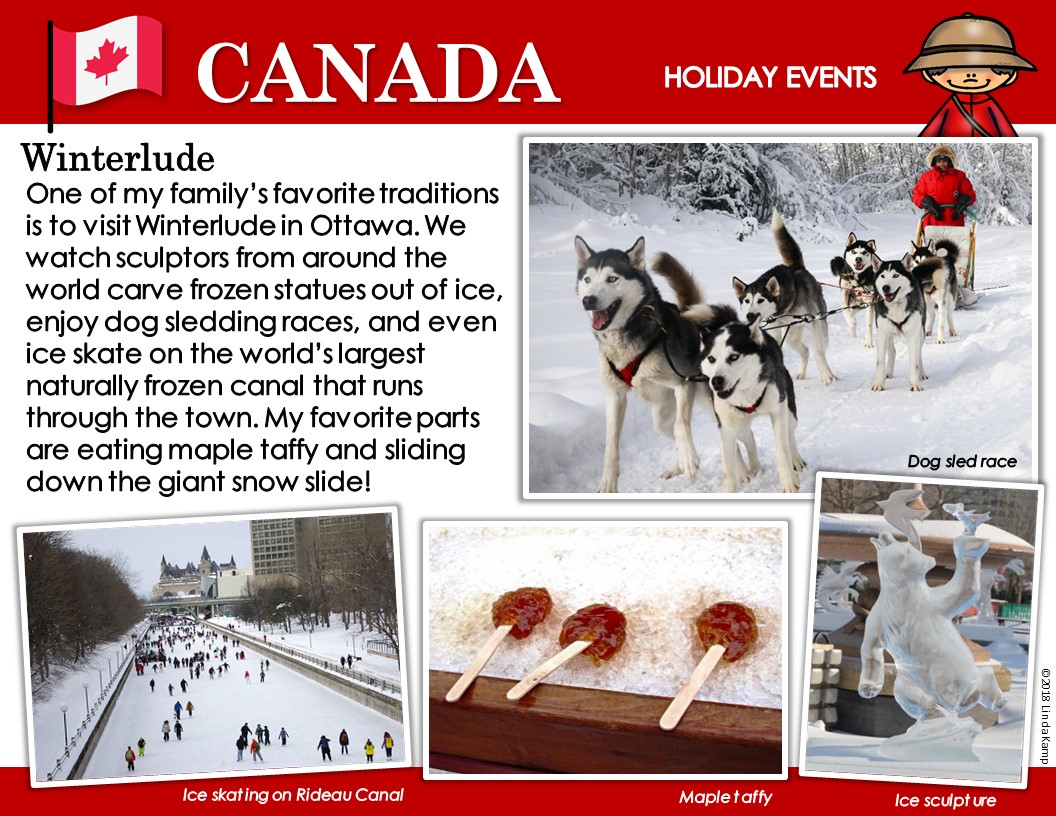 CANADA
HOLIDAY EVENTS
Winterlude
One of my family’s favorite traditions
is to visit Winterlude in Ottawa. We
watch sculptors from around the
world carve frozen statues out of ice,
enjoy dog sledding races, and even
ice skate on the world’s largest
naturally frozen canal that runs
through the town. My favorite parts
are eating maple taffy and sliding
down the giant snow slide!
Dog sled race
Ice skating on Rideau Canal
Maple taffy
Ice sculpture
©2018 Linda Kamp